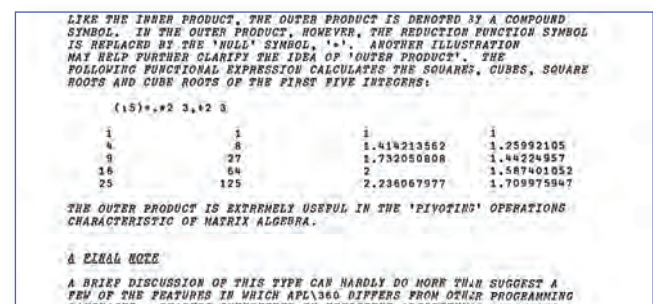 LIKE THE INNER PRODUCT, THE OUTER PRODUCT IS DENOTED BY A COMPOUND
SYMBOL. IN THE OUTER PRODUCT, HOWEVER, THE REDUCTION FUNCTION SYMBOL
IS REPLACED BY THE 'NULL' SYMBOL, '∘'. ANOTHER ILLUSTRATION
MAY HELP FURTHER CLARIFY THE IDEA OF 'OUTER PRODUCT'. THE
FOLLOWING FUNCTIONAL EXPRESSION CALCULATES THE SQUARES, CUBES, SQUARE
ROOTS AND CUBE ROOTS OF THE FIRST FIVE INTEGERS:
(⍳5)∘.*2 3,÷2 3
1 1 1 1
4 8 1.414213562 1.25992105
9 27 1.732050808 1.44224957
16 64 2 1.587401052
25 125 2.236067977 1.709975947
THE OUTER PRODUCT IS EXTREMELY USEFUL IN THE 'PIVOTING' OPERATIONS
CHARACTERISTIC OF MATRIX ALGEBRA.
A FINAL NOTE
A BRIEF DISCUSSION OF THIS TYPE CAN HARDLY DO MORE THAN SUGGEST A
FEW OF THE FEATURES IN WHICH APL\360 DIFFERS FROM OTHER PROGRAMMING